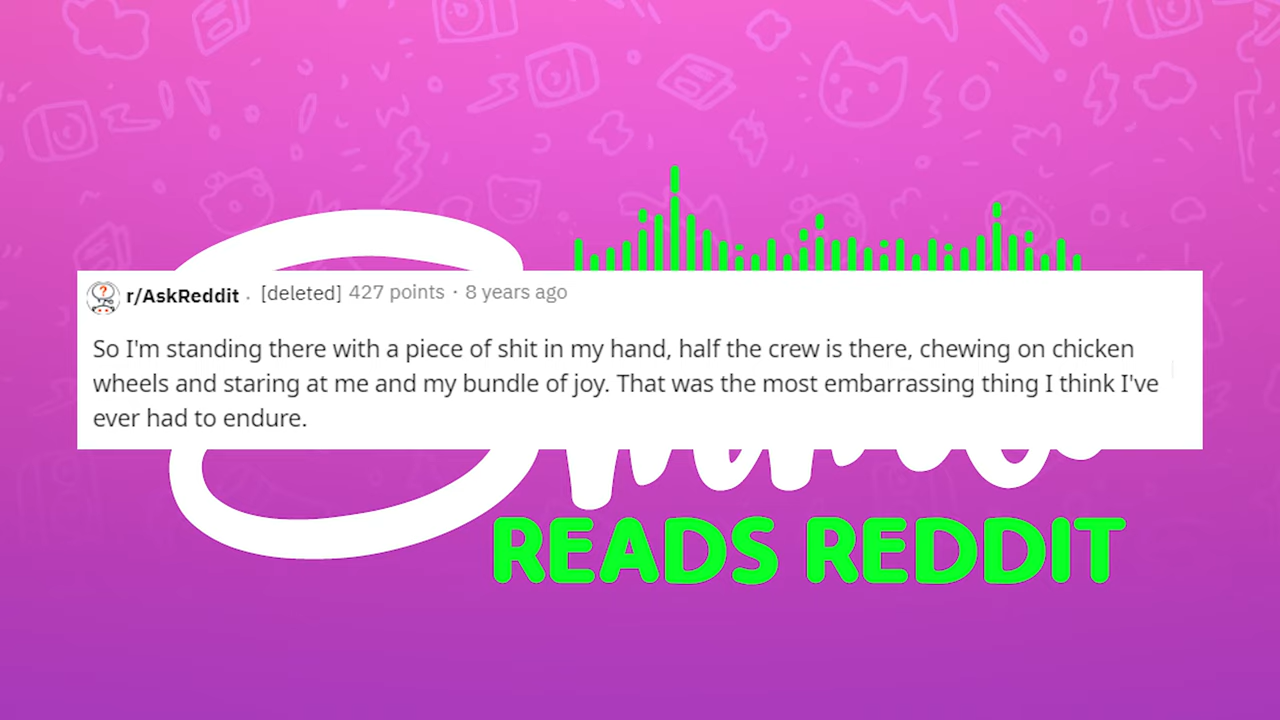 r/AskReddit · [deleted] 427 points · 8 years ago
So I'm standing there with a piece of shit in my hand, half the crew is there, chewing on chicken
wheels and staring at me and my bundle of joy. That was the most embarrassing thing I think I've
ever had to endure.
READS REDDIT